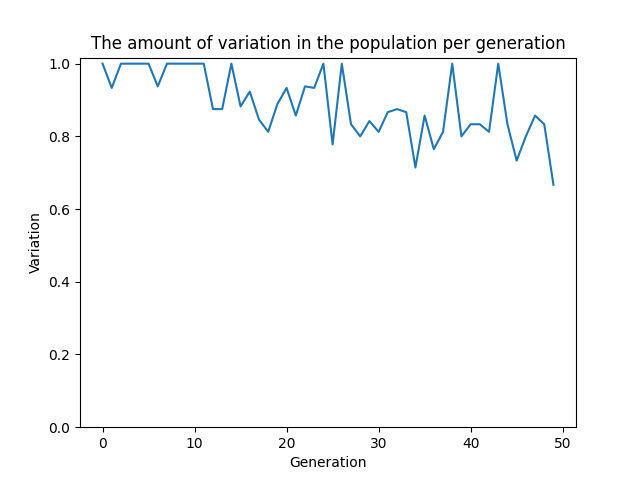 The amount of variation in the population per generation
1.0
0.8
0.6
0.4
0.2
0.0
Variation
0 10 20 30 40 50
Generation